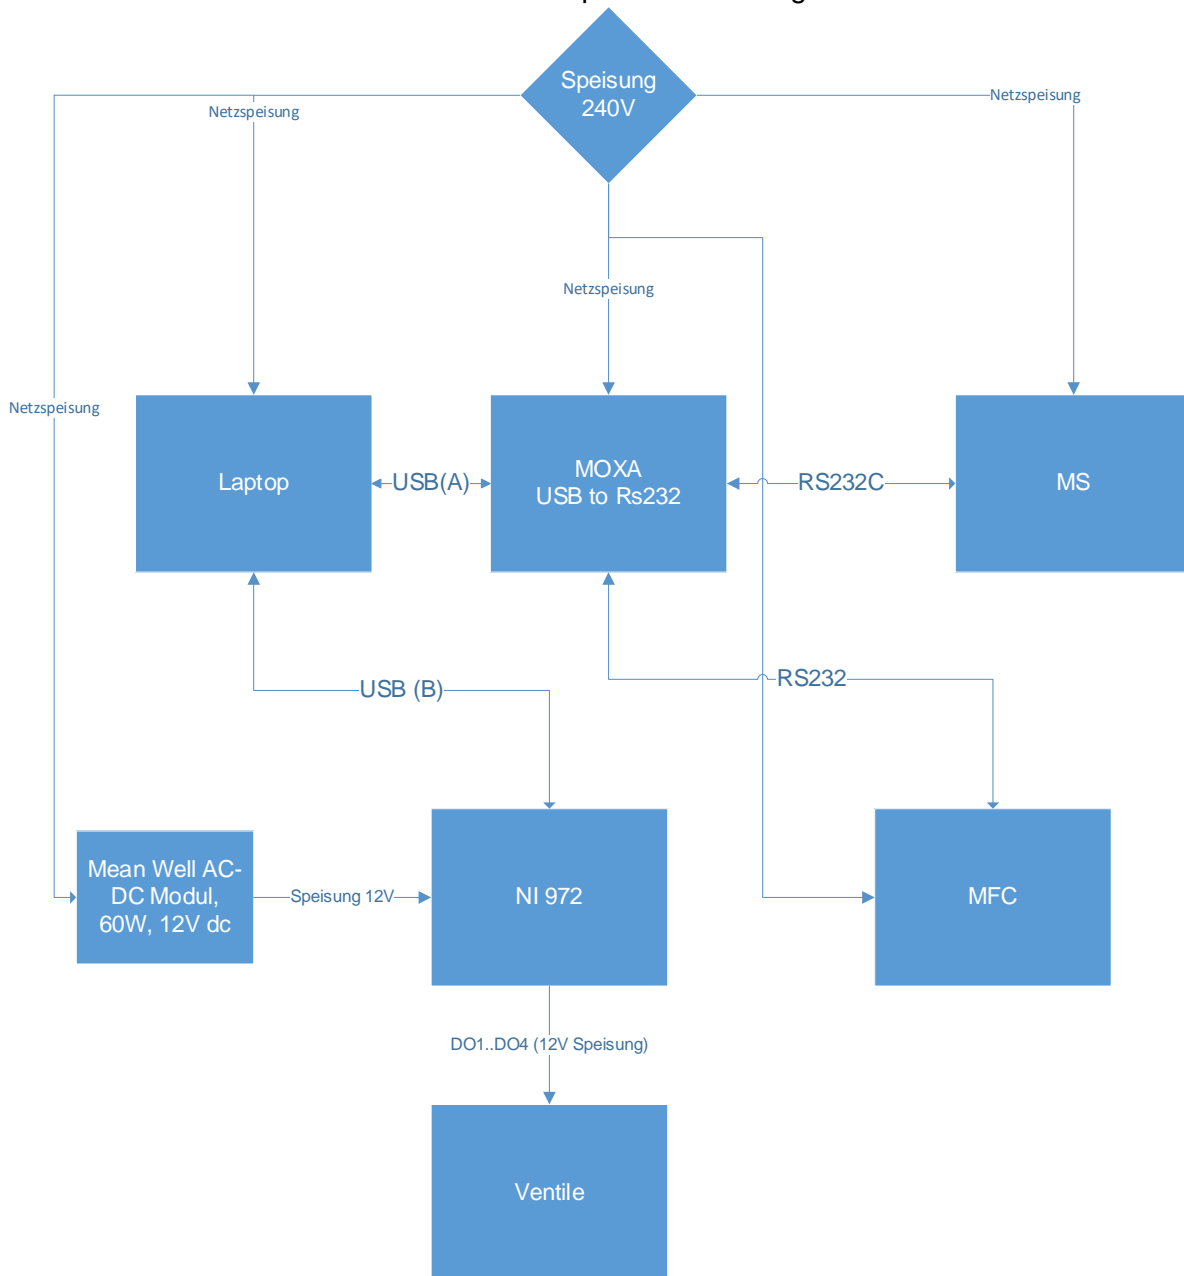 Speisung
240V
Netzspeisung
Netzspeisung
Netzspeisung
Netzspeisung
Laptop
USB(A)
MOXA
USB to Rs232
RS232C
MS
USB (B)
RS232
Mean Well AC-
DC Modul,
60W, 12V dc
Speisung 12V
NI 972
MFC
DO1..DO4 (12V Speisung)
Ventile